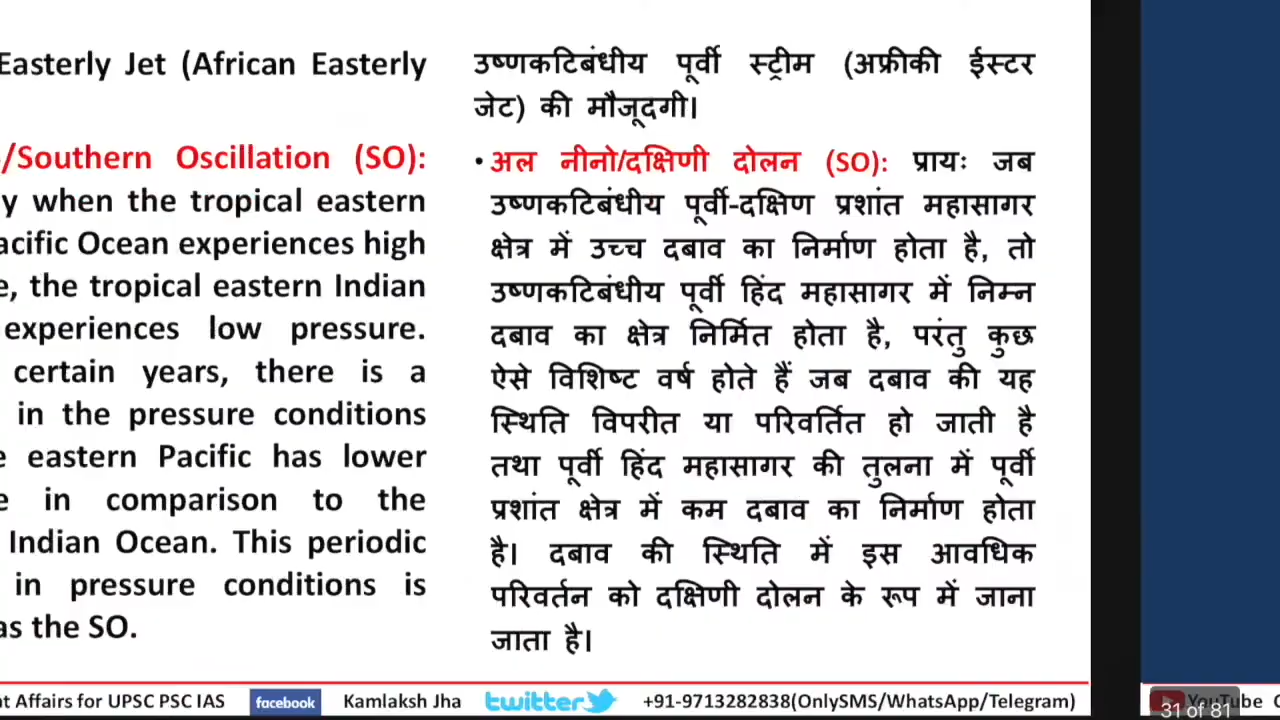 Easterly Jet (African Easterly
/Southern Oscillation (SO):
y when the tropical eastern
acific Ocean experiences high
e, the tropical eastern Indian
experiences low pressure.
certain years, there is a
in the pressure conditions
e eastern Pacific has lower
e in comparison to the
Indian Ocean. This periodic
in pressure conditions is
as the SO.
उष्णकटिबंधीय पूर्वी स्ट्रीम (अफ्रीकी ईस्टर
जेट) की मौजूदगी।
• अल नीनो/दक्षिणी दोलन (SO): प्रायः जब
उष्णकटिबंधीय पूर्वी-दक्षिण प्रशांत महासागर
क्षेत्र में उच्च दबाव का निर्माण होता है, तो
उष्णकटिबंधीय पूर्वी हिंद महासागर में निम्न
दबाव का क्षेत्र निर्मित होता है, परंतु कुछ
ऐसे विशिष्ट वर्ष होते हैं जब दबाव की यह
स्थिति विपरीत या परिवर्तित हो जाती है
तथा पूर्वी हिंद महासागर की तुलना में पूर्वी
प्रशांत क्षेत्र में कम दबाव का निर्माण होता
है। दबाव की स्थिति में इस आवधिक
परिवर्तन को दक्षिणी दोलन के रूप में जाना
जाता है।
nt Affairs for UPSC PSC IAS facebook Kamlaksh Jha twitter +91-9713282838(OnlySMS/WhatsApp/Telegram) YouTube
31 of 81